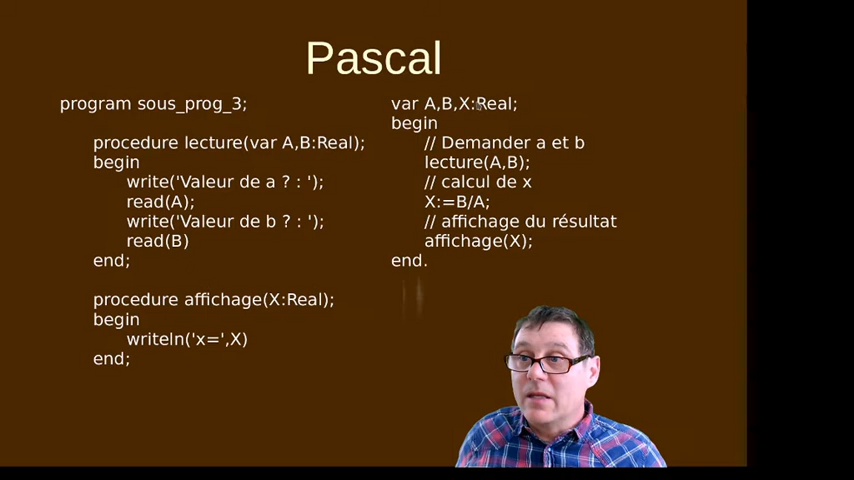 Pascal
program sous_prog_3;
procedure lecture(var A,B:Real);
begin
write('Valeur de a ? : ');
read(A);
write('Valeur de b ? : ');
read(B)
end;
procedure affichage(X:Real);
begin
writeln('x=',X)
end;
var A,B,X:Real;
begin
// Demander a et b
lecture(A,B);
// calcul de x
X:=B/A;
// affichage du résultat
affichage(X);
end.